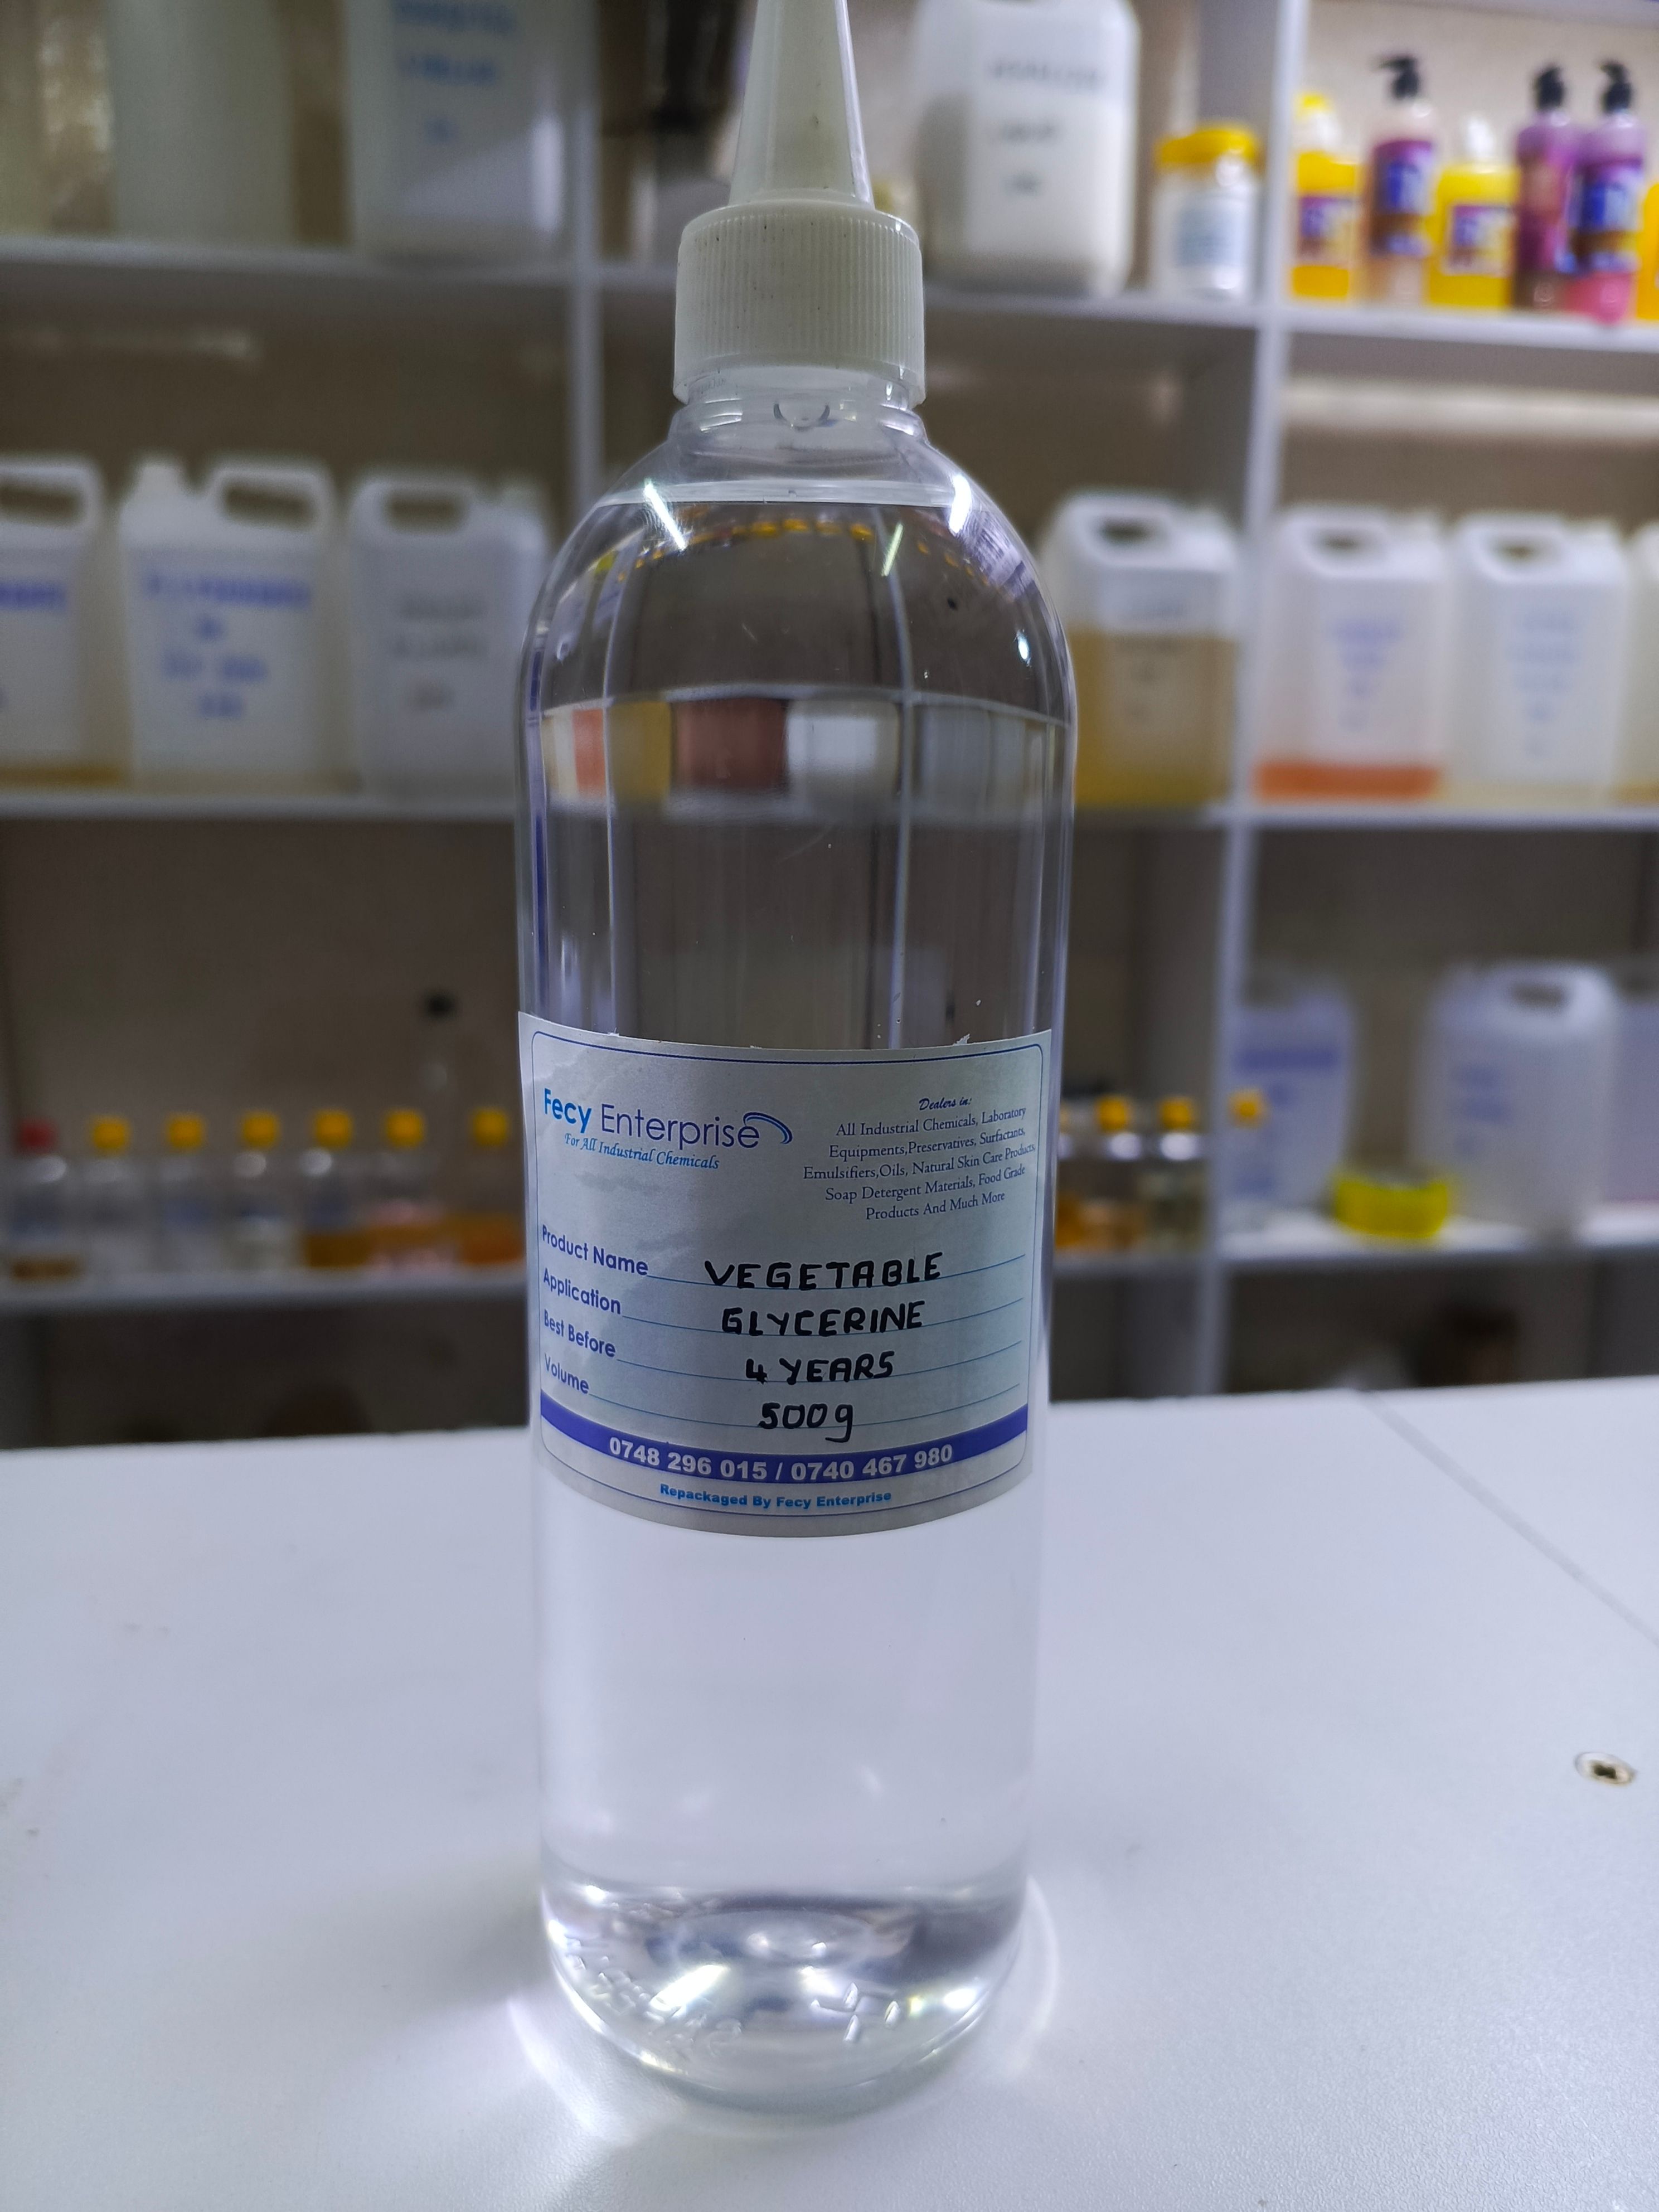 Fecy Enterprise
For All Industrial Chemicals
Dealers in:
All Industrial Chemicals, Laboratory
Equipments,Preservatives, Surfactants,
Emulsifiers,Oils, Natural Skin Care Products,
Soap Detergent Materials, Food Grade
Products And Much More
Product Name VEGETABLE
Application GLYCERINE
Best Before 4 YEARS
Volume 500g
0748 296 015 / 0740 467 980
Repackaged By Fecy Enterprise